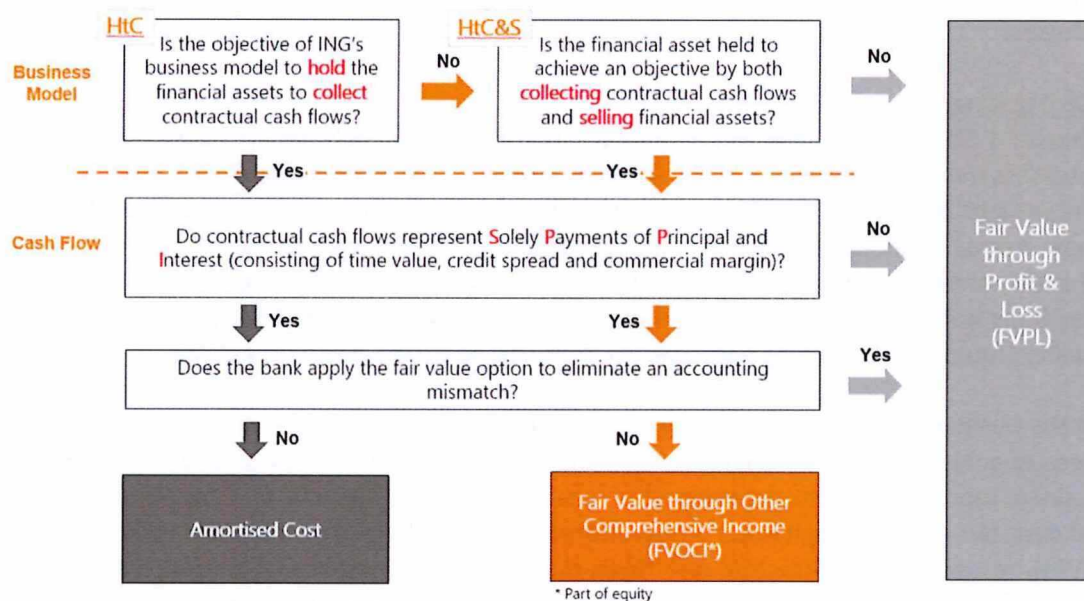 HtC
Is the objective of ING's
business model to hold the
financial assets to collect
contractual cash flows?
No
HtC&S
Is the financial asset held to
achieve an objective by both
collecting contractual cash flows
and selling financial assets?
No
Business
Model
Yes
Yes
Cash Flow
Do contractual cash flows represent Solely Payments of Principal and
Interest (consisting of time value, credit spread and commercial margin)?
No
Yes
Yes
Does the bank apply the fair value option to eliminate an accounting
mismatch?
Yes
No
No
Amortised Cost
Fair Value through Other
Comprehensive Income
(FVOCI*)
* Part of equity
Fair Value
through
Profit &
Loss
(FVPL)